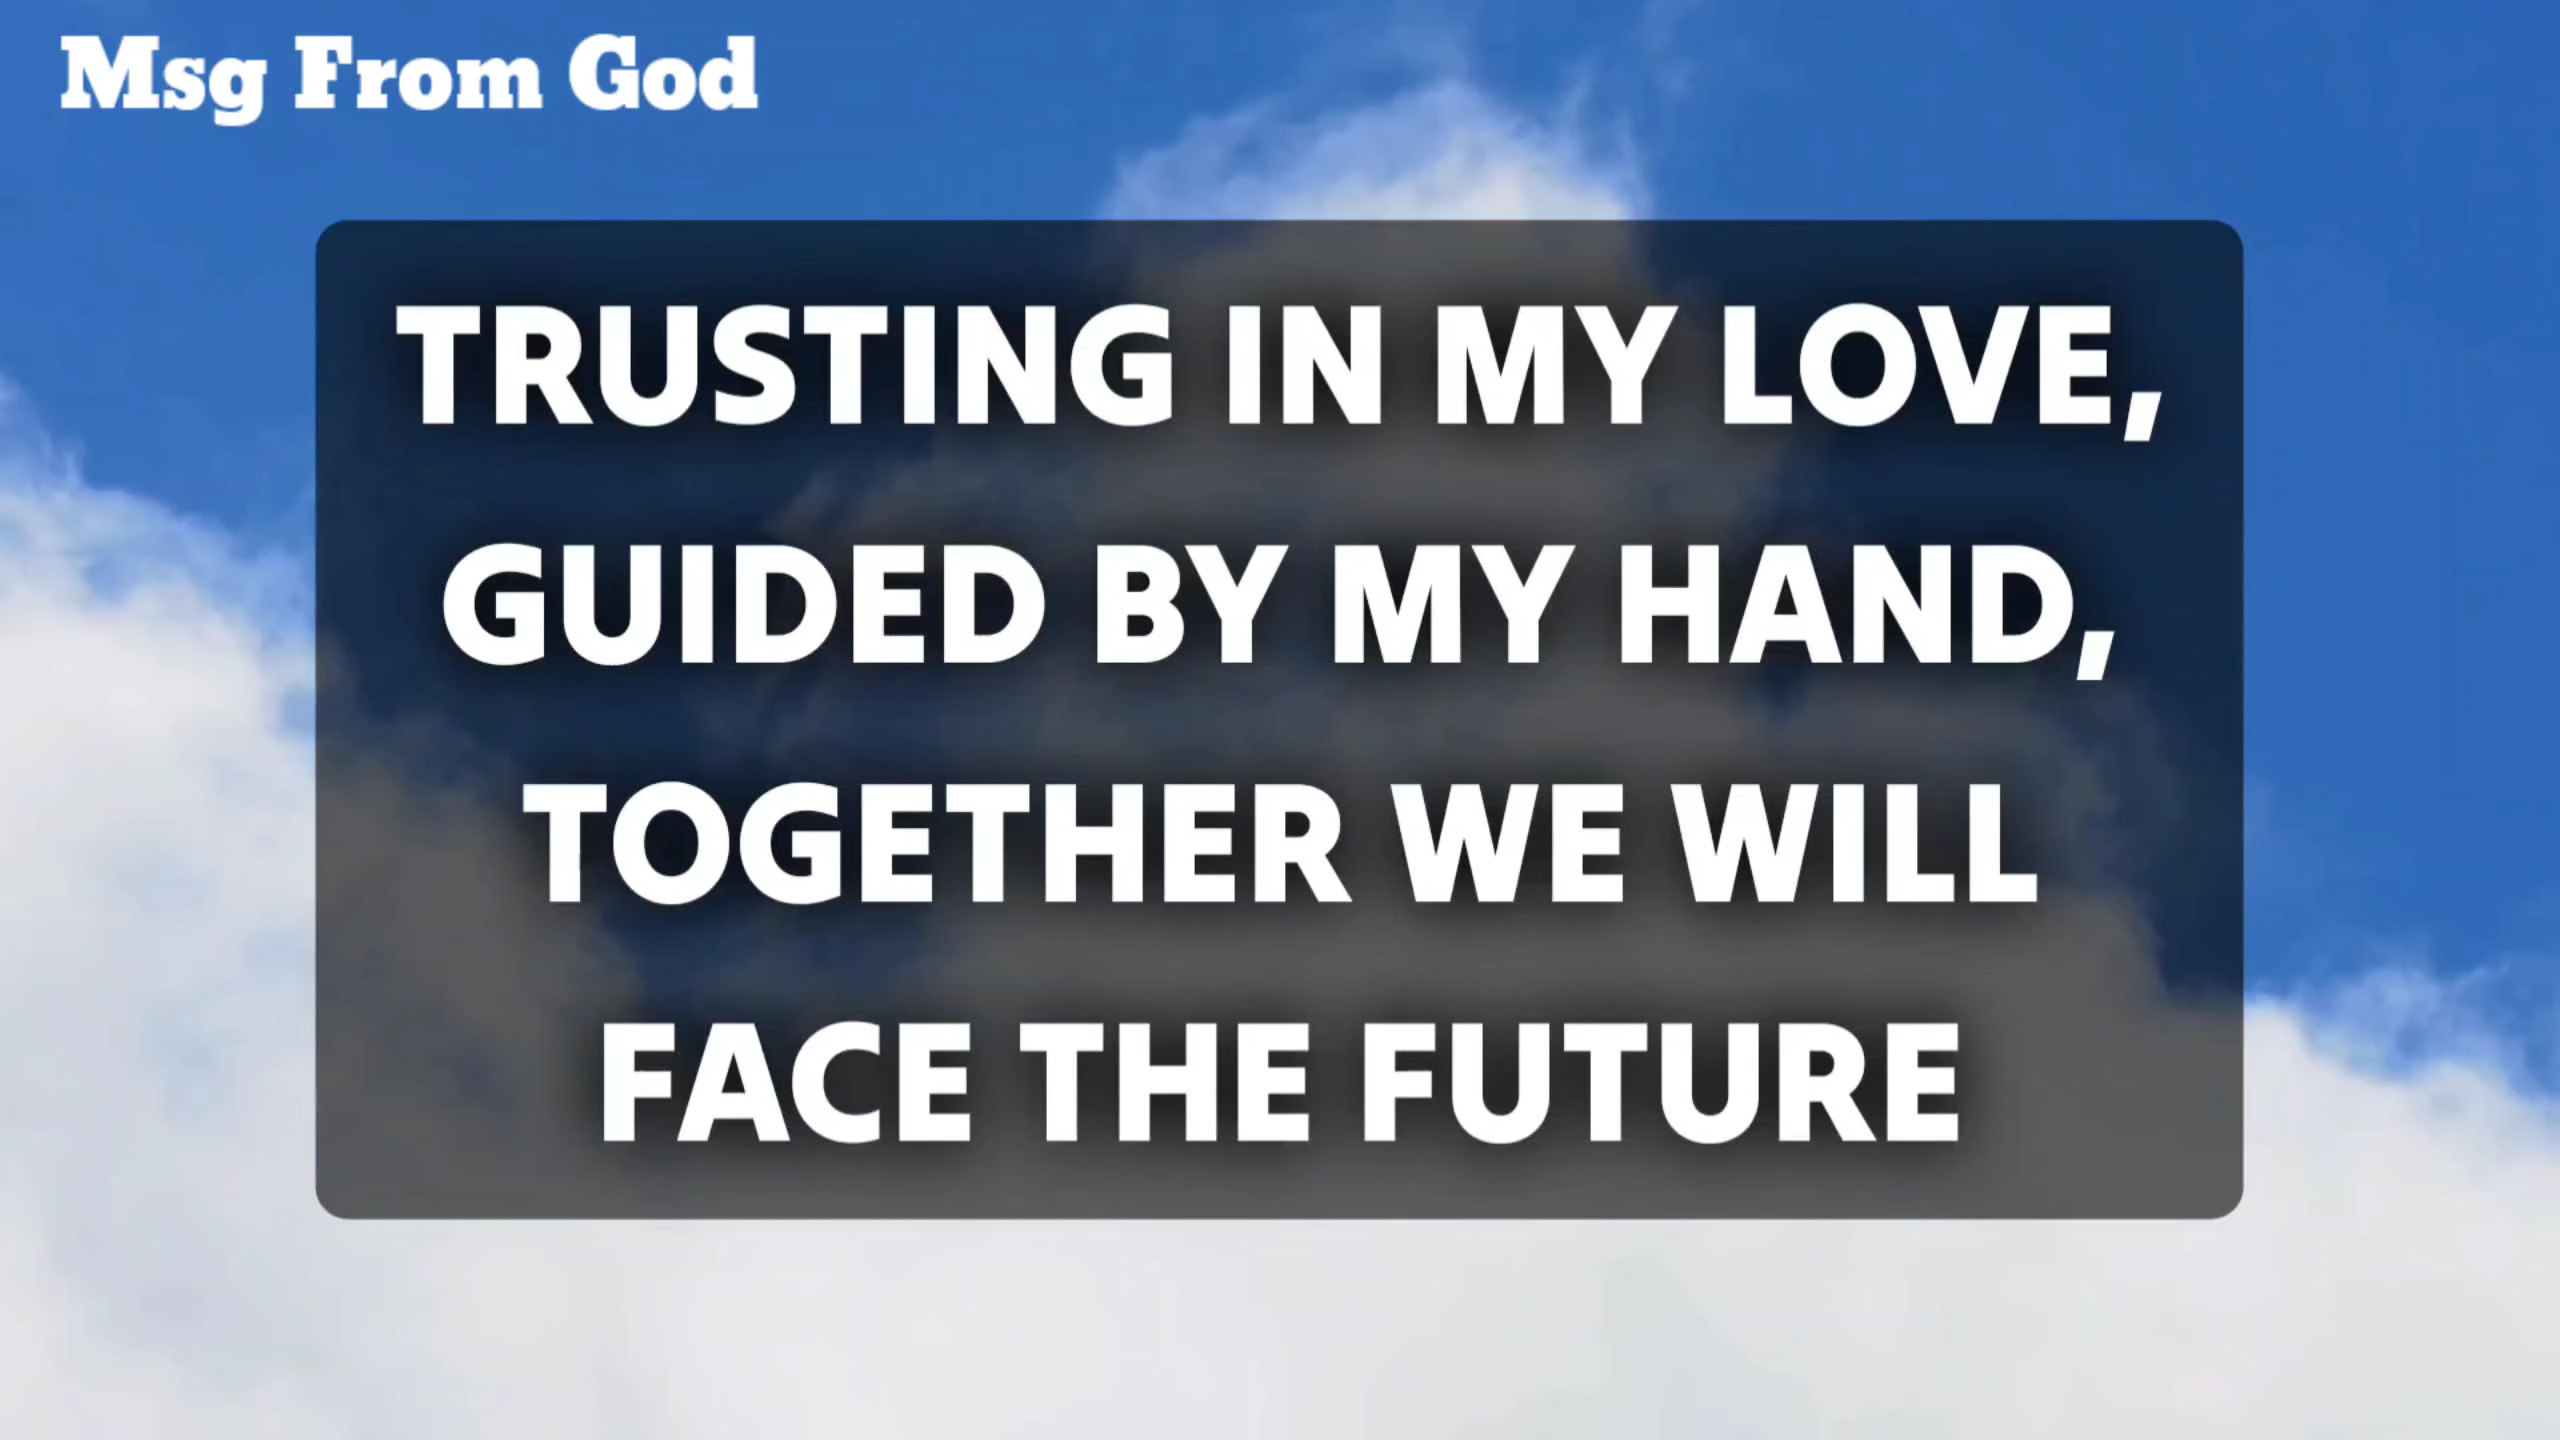 Msg From God
TRUSTING IN MY LOVE,
GUIDED BY MY HAND,
TOGETHER WE WILL
FACE THE FUTURE